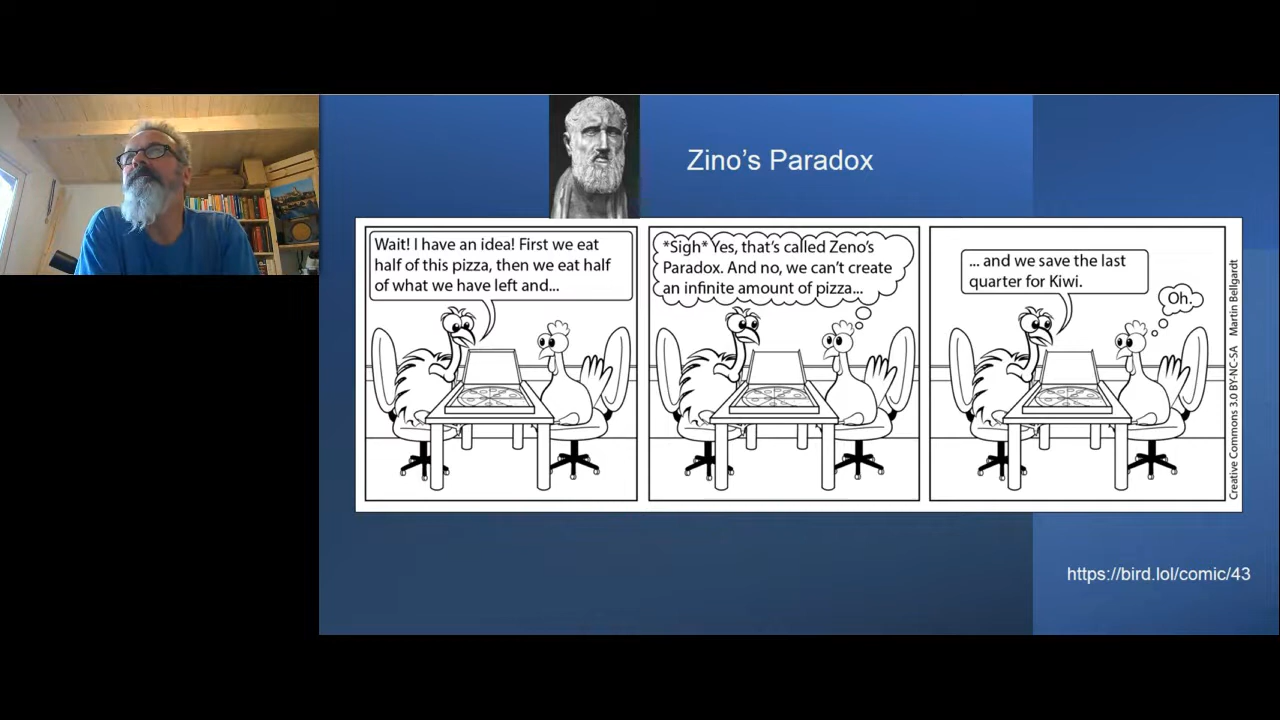 Zino’s Paradox
Wait! I have an idea! First we eat
half of this pizza, then we eat half
of what we have left and...
*Sigh* Yes, that’s called Zeno’s
Paradox. And no, we can’t create
an infinite amount of pizza...
... and we save the last
quarter for Kiwi.
Oh.
Creative Commons 3.0 BY-NC-SA Martin Bellgardt
https://bird.lol/comic/43